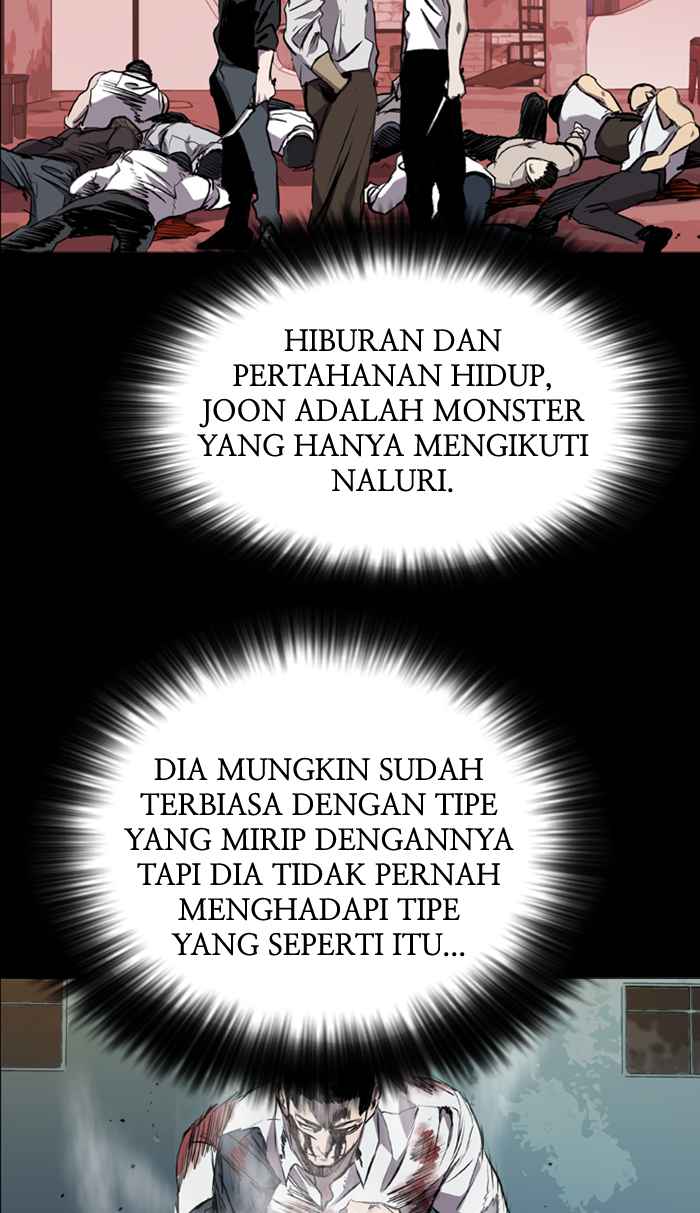 HIBURAN DAN
PERTAHANAN HIDUP,
JOON ADALAH MONSTER
YANG HANYA MENGIKUTI
NALURI.
DIA MUNGKIN SUDAH
TERBIASA DENGAN TIPE
YANG MIRIP DENGANNYA
TAPI DIA TIDAK PERNAH
MENGHADAPI TIPE
YANG SEPERTI ITU...